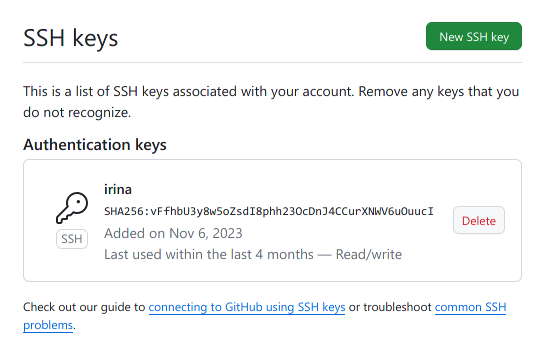 SSH keys
New SSH key
This is a list of SSH keys associated with your account. Remove any keys that you
do not recognize.
Authentication keys
irina
SHA256:vFfhbU3y8w5oZsdI8phh23OcDnJ4CCurXNWV6uOuucI
SSH
Added on Nov 6, 2023
Last used within the last 4 months — Read/write
Delete
Check out our guide to connecting to GitHub using SSH keys or troubleshoot common SSH
problems.